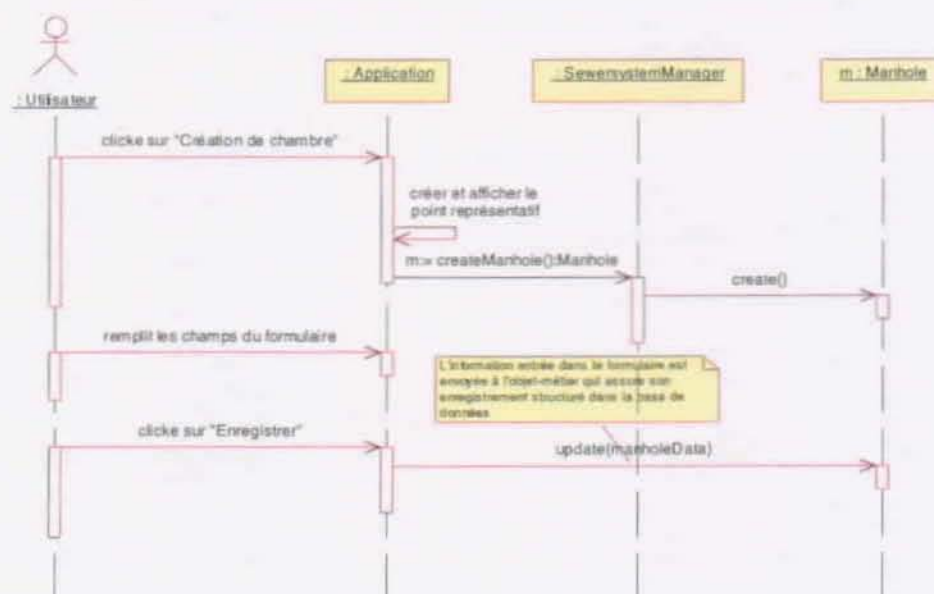 : Utilisateur
: Application
: SewersystemManager
m : Manhole
clicke sur "Création de chambre"
créer et afficher le
point représentatif
m:= createManhole():Manhole
create()
remplit les champs du formulaire
L'information entrée dans le formulaire est
envoyée à l'objet-métier qui assure son
enregistrement structuré dans la base de
données
clicke sur "Enregistrer"
update(manholeData)